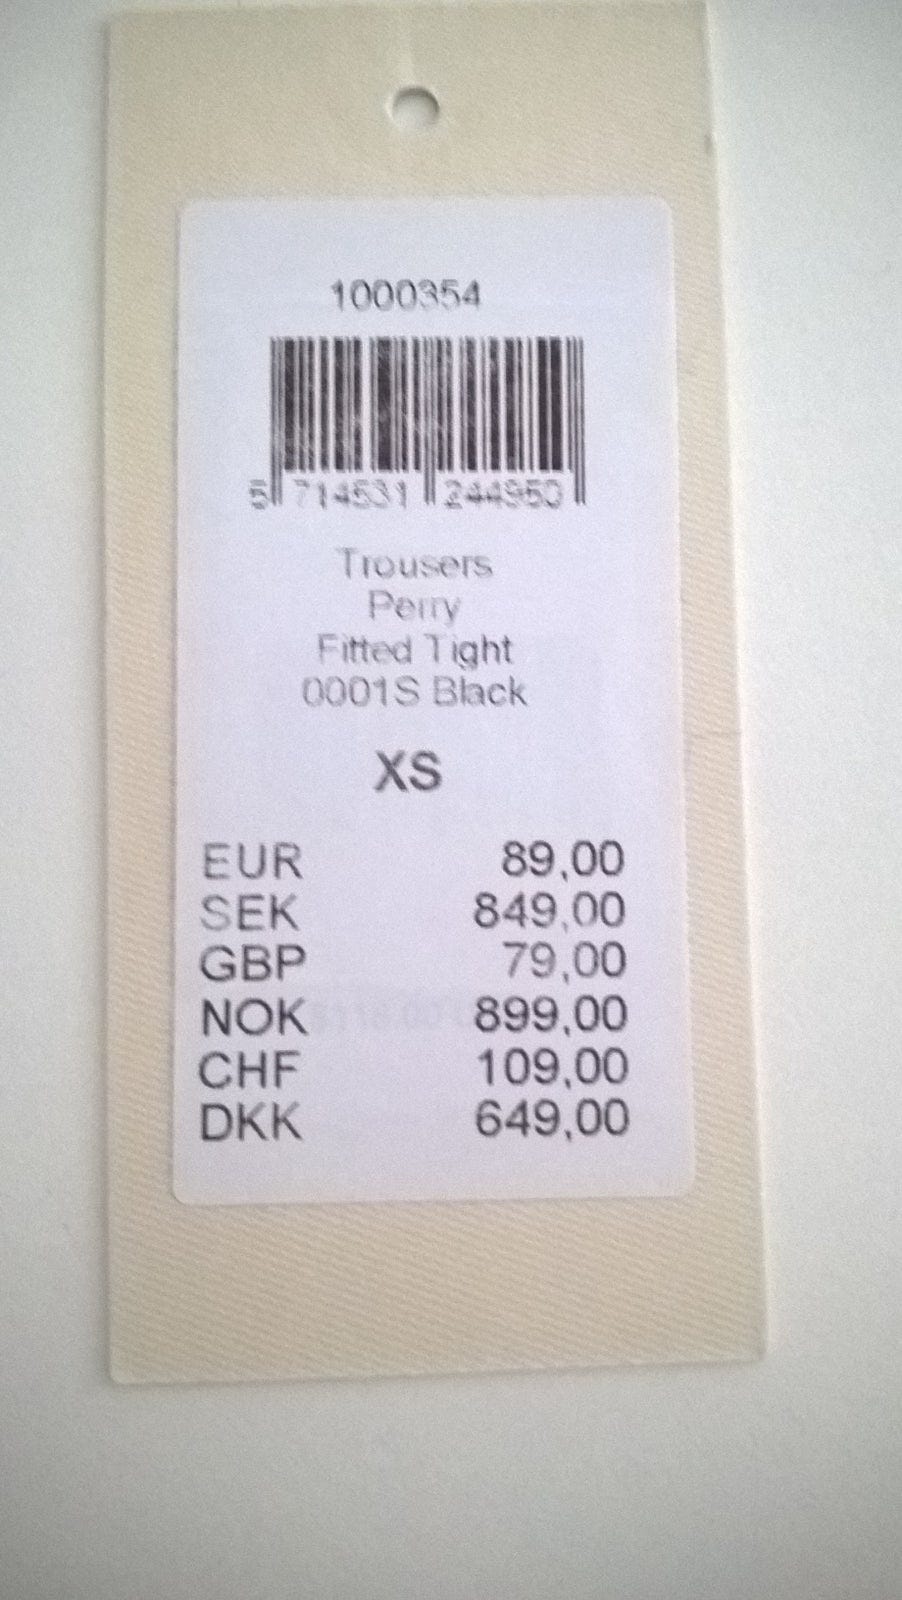 1000354
5 714531 244950
Trousers
Perry
Fitted Tight
0001S Black
XS
EUR 89,00
SEK 849,00
GBP 79,00
NOK 899,00
CHF 109,00
DKK 649,00